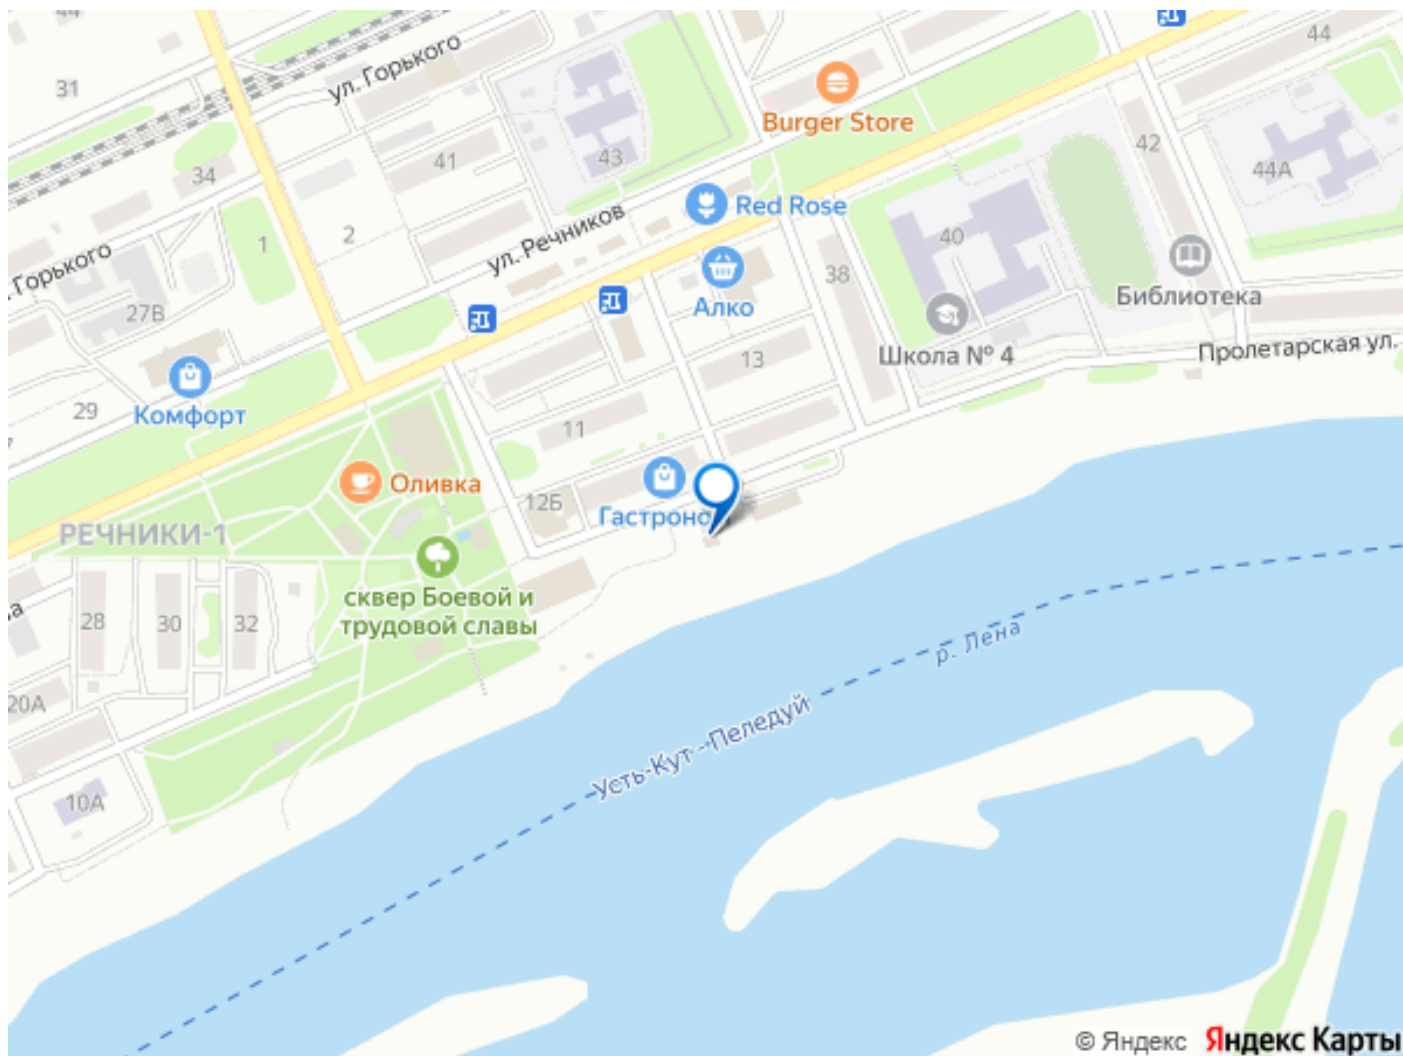 44
31
ул. Горького
44
Burger Store
41
43
42
34
44А
Red Rose
ул. Речников
1
2
40
Горького
38
27В
Библиотека
Алко
Школа № 4
Пролетарская ул.
13
29
Комфорт
11
Оливка
12Б
Гастроно
РЕЧНИКИ-1
сквер Боевой и
трудовой славы
28
30
32
р. Лена
20А
Усть-Кут - Пеледуй
10А
© Яндекс Яндекс Карты